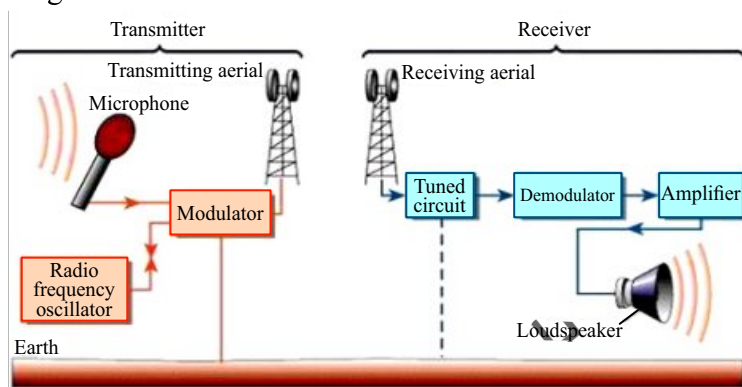 Transmitter
Receiver
Transmitting aerial
Receiving aerial
Microphone
Modulator
Tuned
circuit
Demodulator
Amplifier
Radio
frequency
oscillator
Loudspeaker
Earth